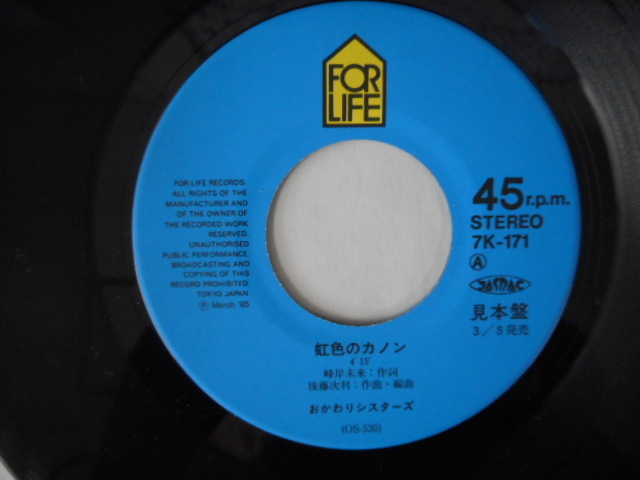 FOR
LIFE
FOR LIFE RECORDS·
ALL RIGHTS OF THE
MANUFACTURER AND
OF THE OWNER OF
THE RECORDED WORK
RESERVED,
UNAUTHORISED
PUBLIC PERFORMANCE,
BROADCASTING AND
COPYING OF THIS
RECORD PROHIBITED.
TOKYO JAPAN.
Ⓟ March '85
45r.p.m.
STEREO
7K-171
Ⓐ
JASRAC
見本盤
3/5発売
虹色のカノン
4'15"
峰岸未来:作詞
後藤次利:作曲・編曲
おかわりシスターズ
(OS-530)